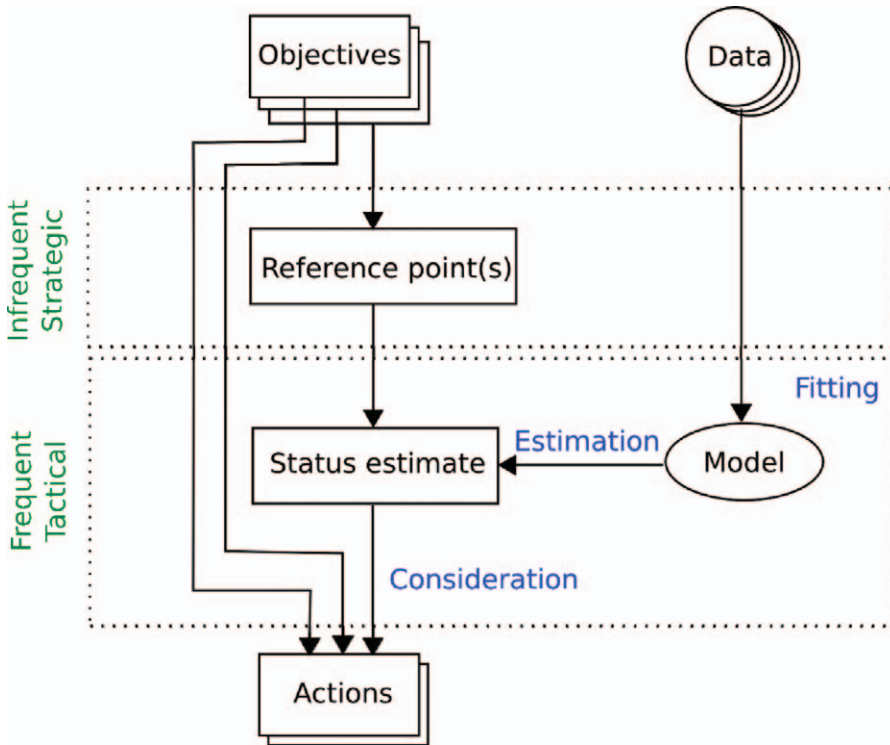 Objectives
Data
Infrequent
Strategic
Reference point(s)
Fitting
Frequent
Tactical
Status estimate
Estimation
Model
Consideration
Actions